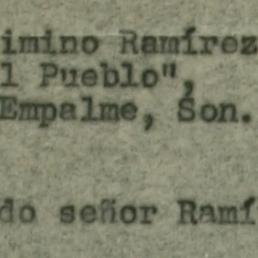 imino Ramírez
l Pueblo",
Empalme, Son.
do señor Ramí